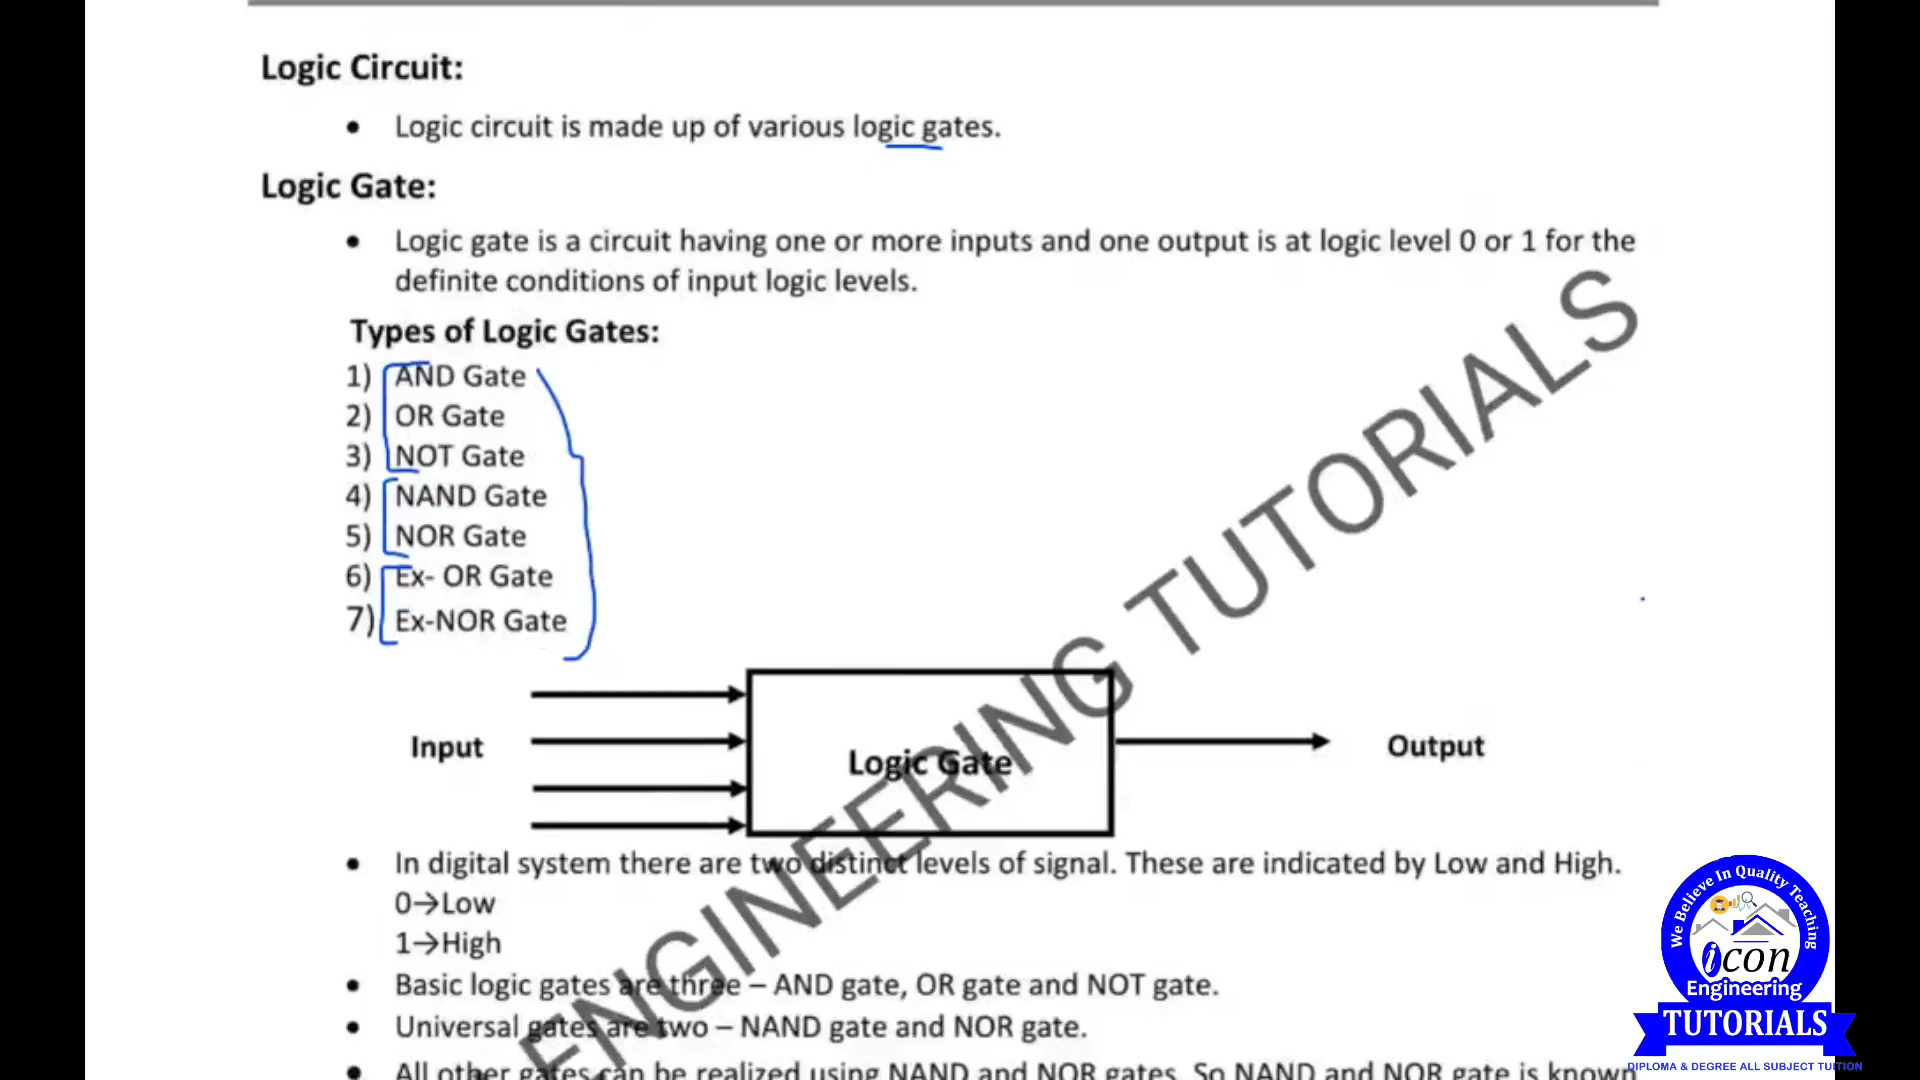 Logic Circuit:
• Logic circuit is made up of various logic gates.
Logic Gate:
• Logic gate is a circuit having one or more inputs and one output is at logic level 0 or 1 for the
definite conditions of input logic levels.
Types of Logic Gates:
1) AND Gate
2) OR Gate
3) NOT Gate
4) NAND Gate
5) NOR Gate
6) Ex- OR Gate
7) Ex-NOR Gate
Input
Logic Gate
Output
• In digital system there are two distinct levels of signal. These are indicated by Low and High.
0→Low
1→High
• Basic logic gates are three – AND gate, OR gate and NOT gate.
• Universal gates are two – NAND gate and NOR gate.
• All other gates can be realized using NAND and NOR gates. So NAND and NOR gate is known
ENGINEERING TUTORIALS
We Believe In Quality Teaching
icon
Engineering
TUTORIALS
DIPLOMA & DEGREE ALL SUBJECT TUITION